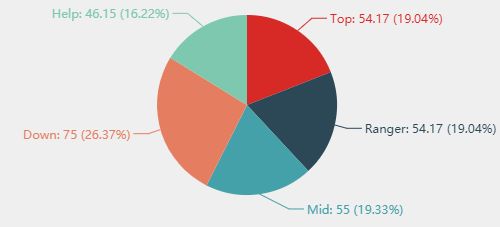 Help: 46.15 (16.22%)
Top: 54.17 (19.04%)
Down: 75 (26.37%)
Ranger: 54.17 (19.04%)
Mid: 55 (19.33%)